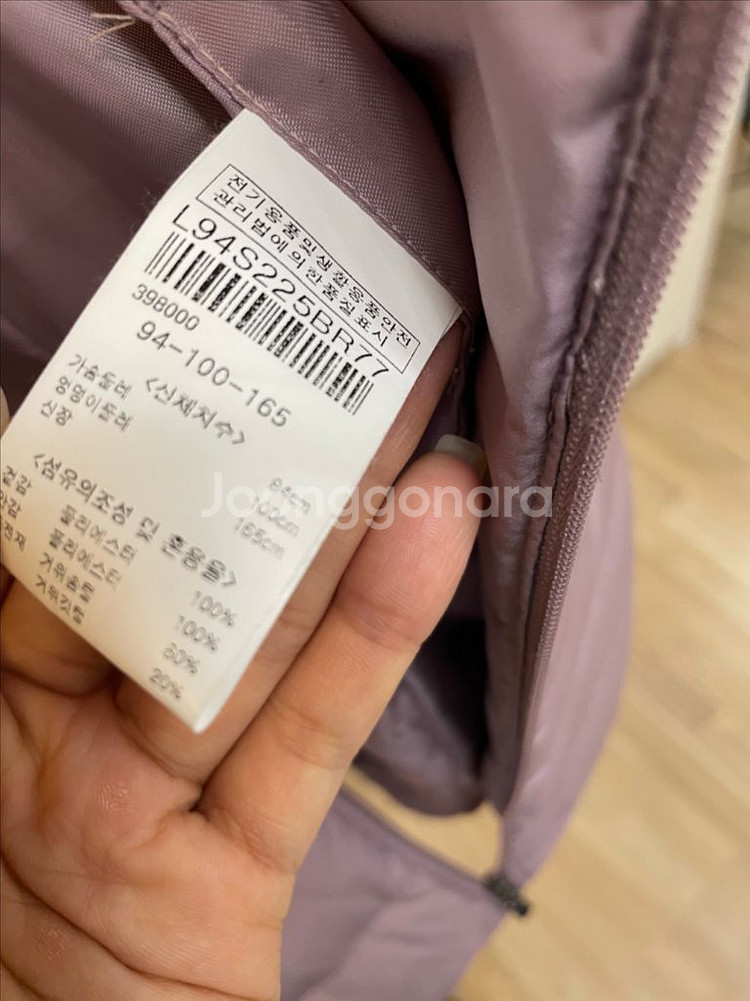 전기용품및생활용품안전
관리법에의한품질표시
L94S225BR77
398000
94-100-165
<신체치수>
가슴둘레 94cm
엉덩이둘레 100cm
신장 165cm
<섬유의조성 및 혼용율>
겉감 폴리에스터 100%
안감 폴리에스터 100%
충전재 거위솜털 80%
거위깃털 20%
Joonggonara